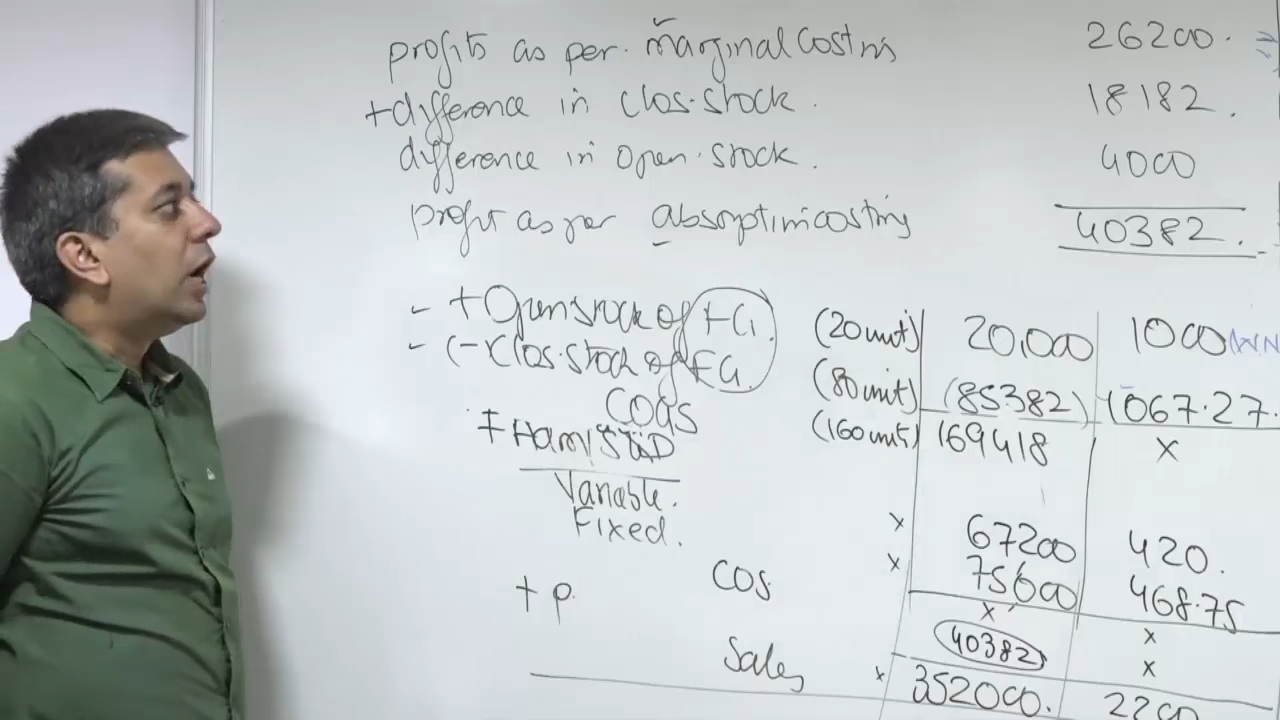 profits as per marginal costing 26200.
+ difference in clos. stock. 18182.
difference in open. stock. 4000
profit as per absorption costing 40382.
- + Open stock of FG. (20 unit) 20,000 1000
- (-) Clos. stock of FG. (80 unit) (85382) 1067.27.
COGS (160 unit) 169418 x
+ Adm/S&D
Variable. x 67200 420.
Fixed. x 75600 468.75
COS x x
+ p. 40382 x
Sales x 352000. 2200